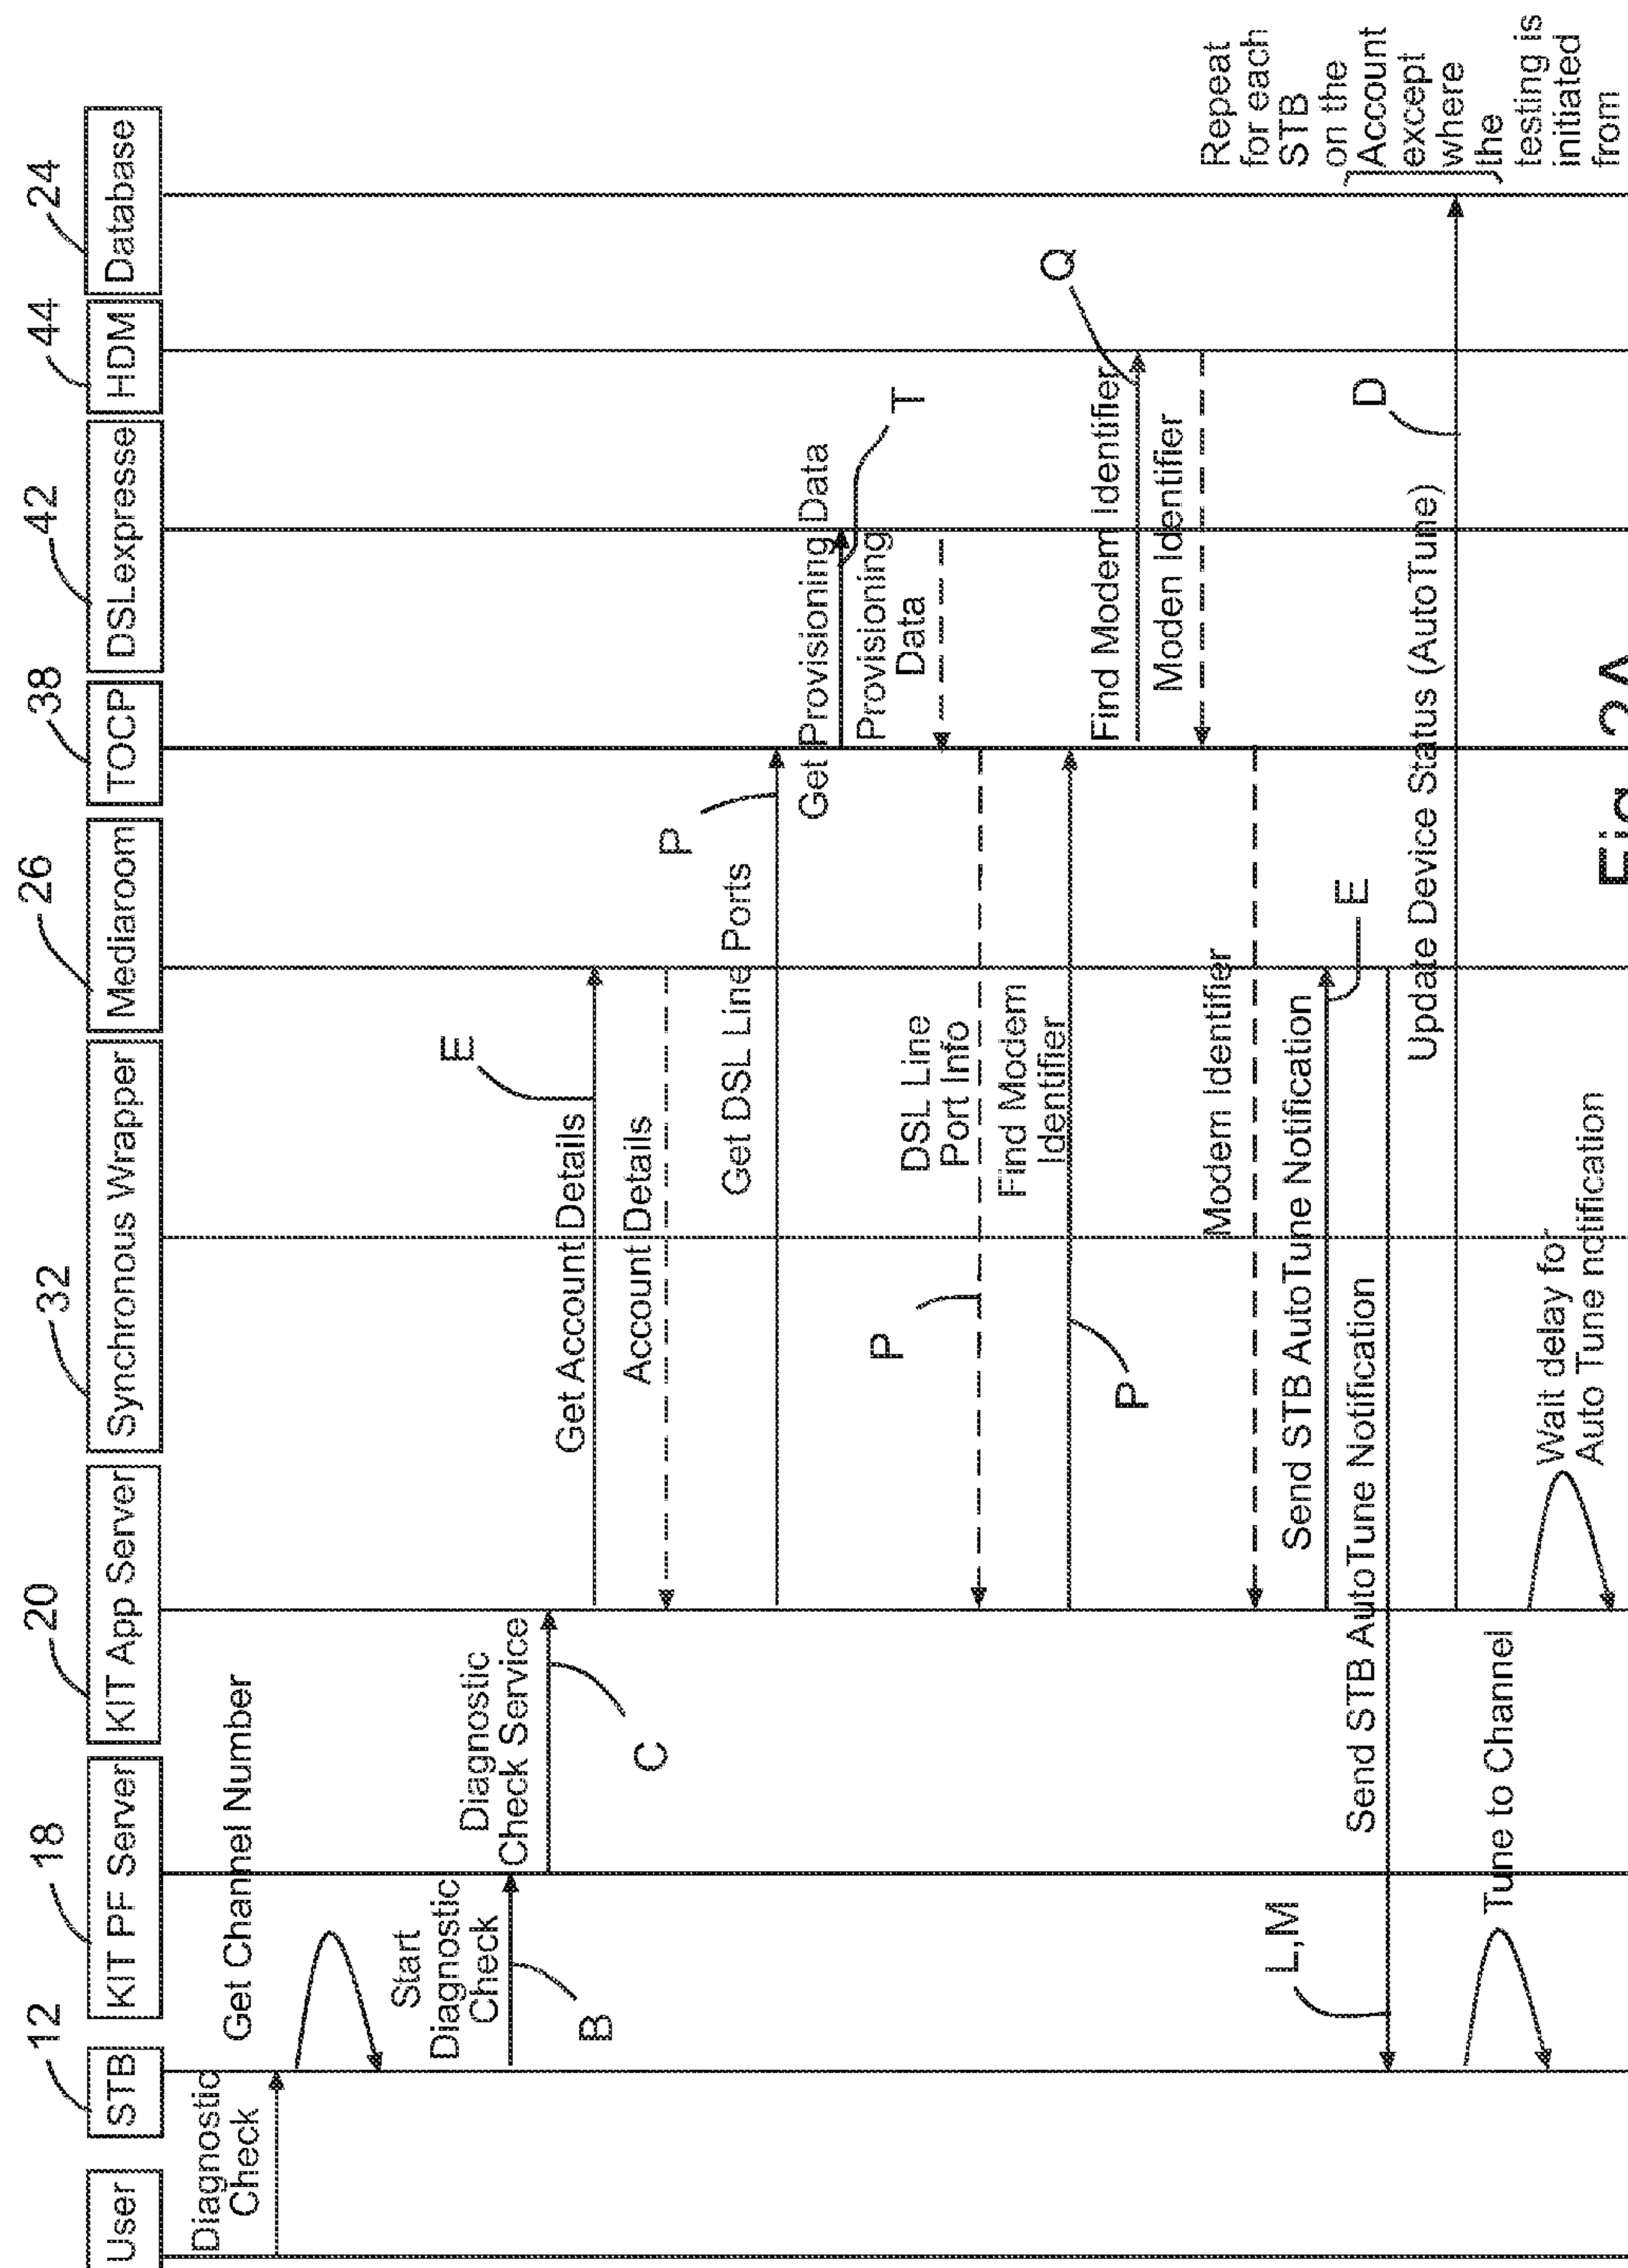 User
STB
KIT PF Server
KIT App Server
Synchronous Wrapper
Mediaroom
TOCP
DSLexpresse
HDM
Database
12
18
20
32
26
38
42
44
24
Diagnostic
Check
Get Channel Number
Start
Diagnostic
Check
B
Diagnostic
Check Service
C
Get Account Details
E
Account Details
Get DSL Line Ports
P
Get Provisioning Data
T
Provisioning
Data
DSL Line
Port Info
P
Find Modem
Identifier
P
Find Modem Identifier
Q
Moden Identifier
Modem Identifier
Send STB AutoTune Notification
E
Send STB AutoTune Notification
L,M
Update Device Status (AutoTune)
D
Repeat
for each
STB
on the
Account
except
where
the
testing is
initiated
from
Tune to Channel
Wait delay for
Auto Tune notification